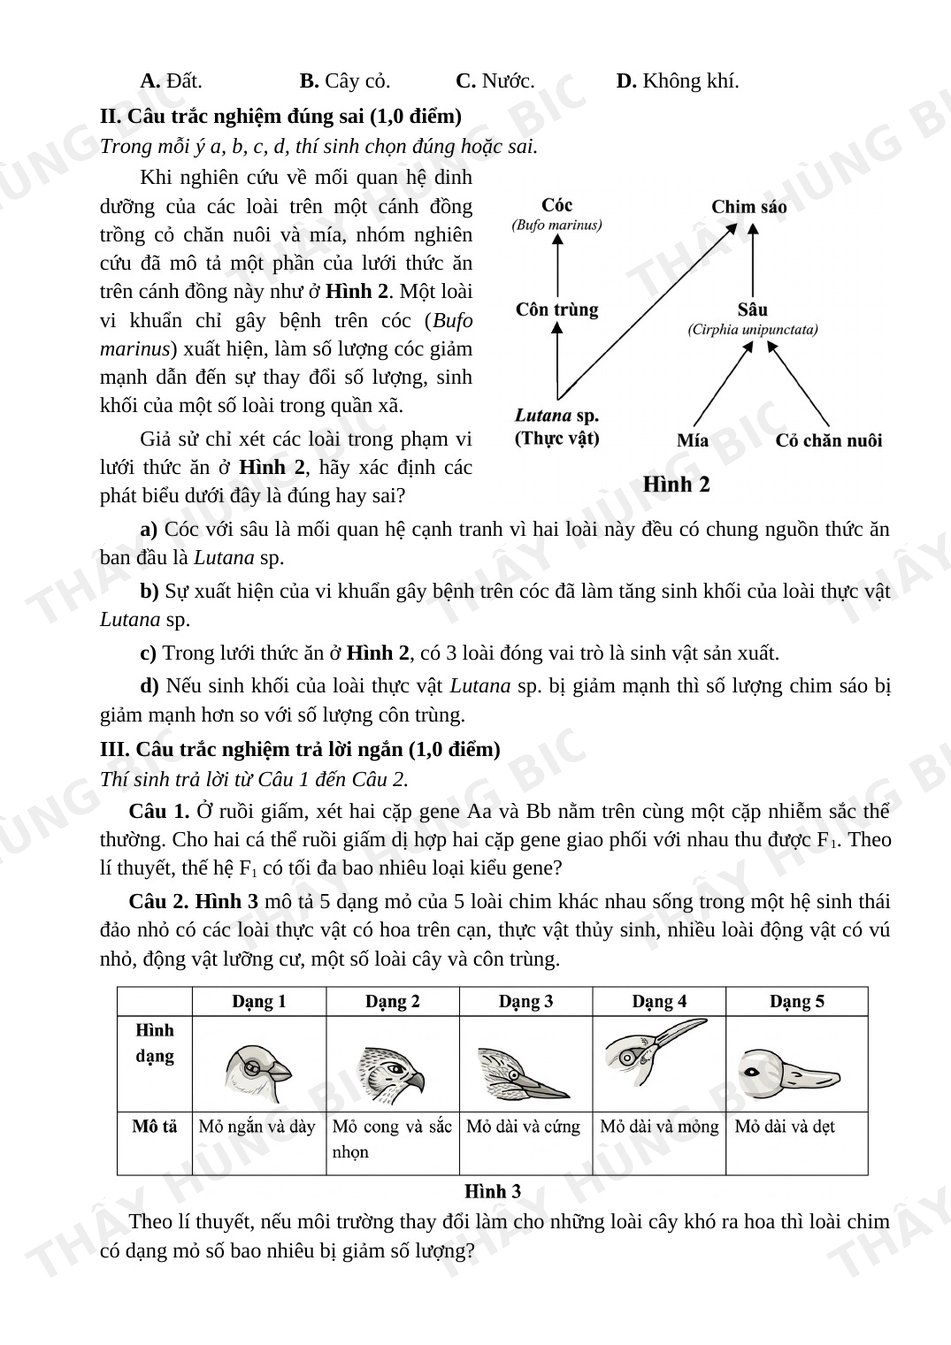 A. Đất. B. Cây cỏ. C. Nước. D. Không khí.
II. Câu trắc nghiệm đúng sai (1,0 điểm)
Trong mỗi ý a, b, c, d, thí sinh chọn đúng hoặc sai.
Khi nghiên cứu về mối quan hệ dinh
dưỡng của các loài trên một cánh đồng
trồng cỏ chăn nuôi và mía, nhóm nghiên
cứu đã mô tả một phần của lưới thức ăn
trên cánh đồng này như ở Hình 2. Một loài
vi khuẩn chỉ gây bệnh trên cóc (Bufo
marinus) xuất hiện, làm số lượng cóc giảm
mạnh dẫn đến sự thay đổi số lượng, sinh
khối của một số loài trong quần xã.
Giả sử chỉ xét các loài trong phạm vi
lưới thức ăn ở Hình 2, hãy xác định các
phát biểu dưới đây là đúng hay sai?
Cóc
(Bufo marinus)
Chim sáo
Côn trùng
Sâu
(Cirphia unipunctata)
Lutana sp.
(Thực vật)
Mía
Cỏ chăn nuôi
Hình 2
a) Cóc với sâu là mối quan hệ cạnh tranh vì hai loài này đều có chung nguồn thức ăn
ban đầu là Lutana sp.
b) Sự xuất hiện của vi khuẩn gây bệnh trên cóc đã làm tăng sinh khối của loài thực vật
Lutana sp.
c) Trong lưới thức ăn ở Hình 2, có 3 loài đóng vai trò là sinh vật sản xuất.
d) Nếu sinh khối của loài thực vật Lutana sp. bị giảm mạnh thì số lượng chim sáo bị
giảm mạnh hơn so với số lượng côn trùng.
III. Câu trắc nghiệm trả lời ngắn (1,0 điểm)
Thí sinh trả lời từ Câu 1 đến Câu 2.
Câu 1. Ở ruồi giấm, xét hai cặp gene Aa và Bb nằm trên cùng một cặp nhiễm sắc thể
thường. Cho hai cá thể ruồi giấm dị hợp hai cặp gene giao phối với nhau thu được F1. Theo
lí thuyết, thế hệ F1 có tối đa bao nhiêu loại kiểu gene?
Câu 2. Hình 3 mô tả 5 dạng mỏ của 5 loài chim khác nhau sống trong một hệ sinh thái
đảo nhỏ có các loài thực vật có hoa trên cạn, thực vật thủy sinh, nhiều loài động vật có vú
nhỏ, động vật lưỡng cư, một số loài cây và côn trùng.
Dạng 1 Dạng 2 Dạng 3 Dạng 4 Dạng 5
Hình
dạng
Mô tả Mỏ ngắn và dày Mỏ cong và sắc Mỏ dài và cứng Mỏ dài và mỏng Mỏ dài và dẹt
nhọn
Hình 3
Theo lí thuyết, nếu môi trường thay đổi làm cho những loài cây khó ra hoa thì loài chim
có dạng mỏ số bao nhiêu bị giảm số lượng?
THẦY HÙNG BIC